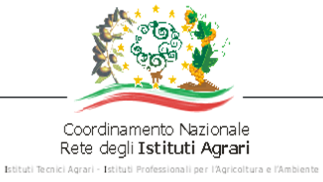 Coordinamento Nazionale
Rete degli Istituti Agrari
Istituti Tecnici Agrari - Istituti Professionali per l'Agricoltura e l'Ambiente